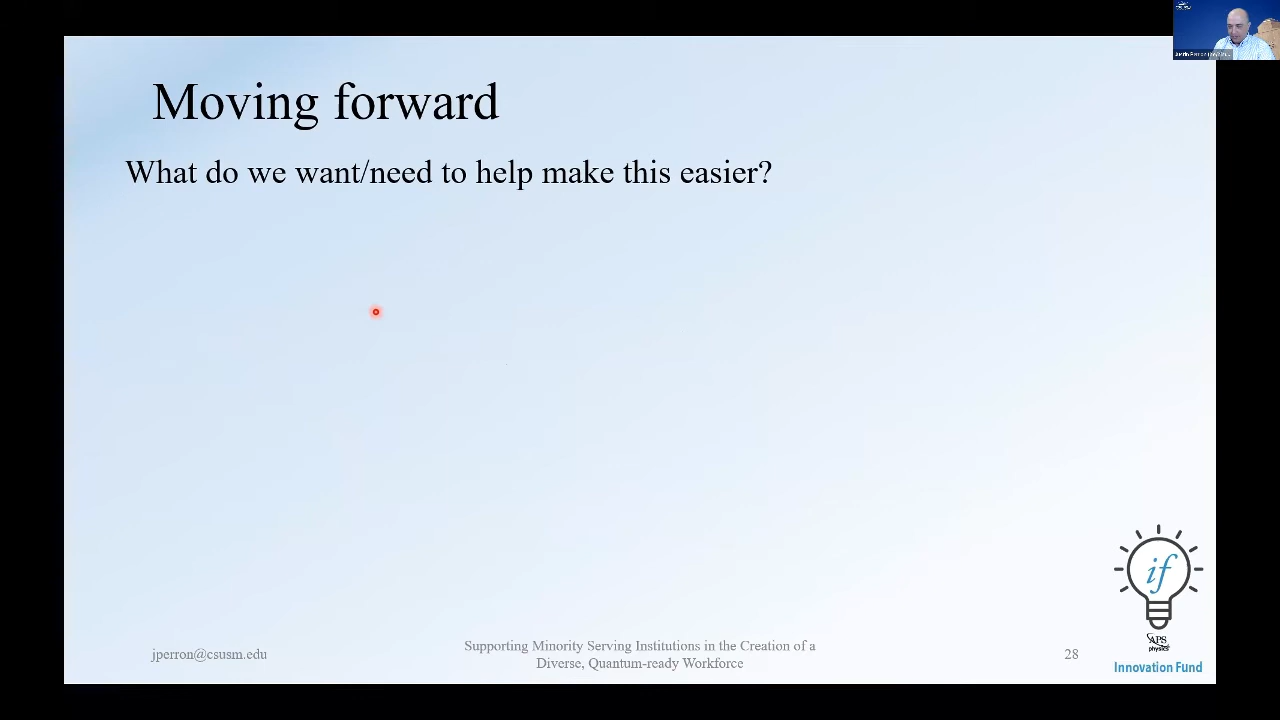 Moving forward
What do we want/need to help make this easier?
if
APS
physics
Innovation Fund
jperron@csusm.edu
Supporting Minority Serving Institutions in the Creation of a
Diverse, Quantum-ready Workforce
28